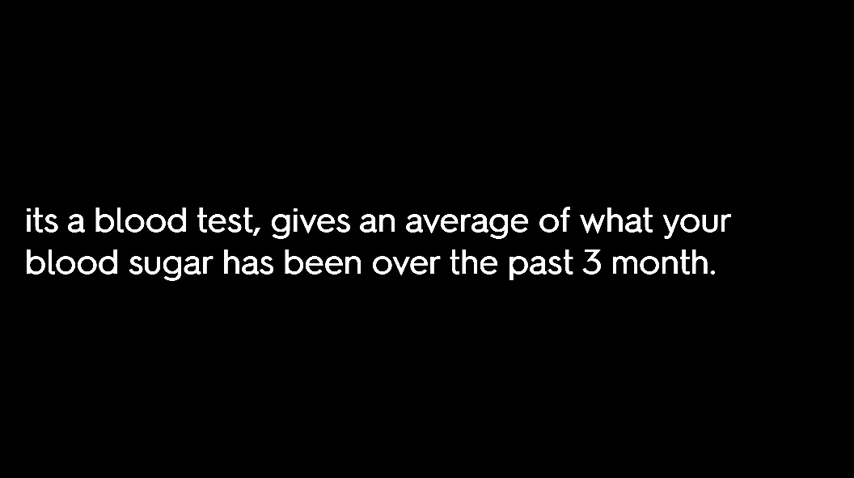 its a blood test, gives an average of what your
blood sugar has been over the past 3 month.